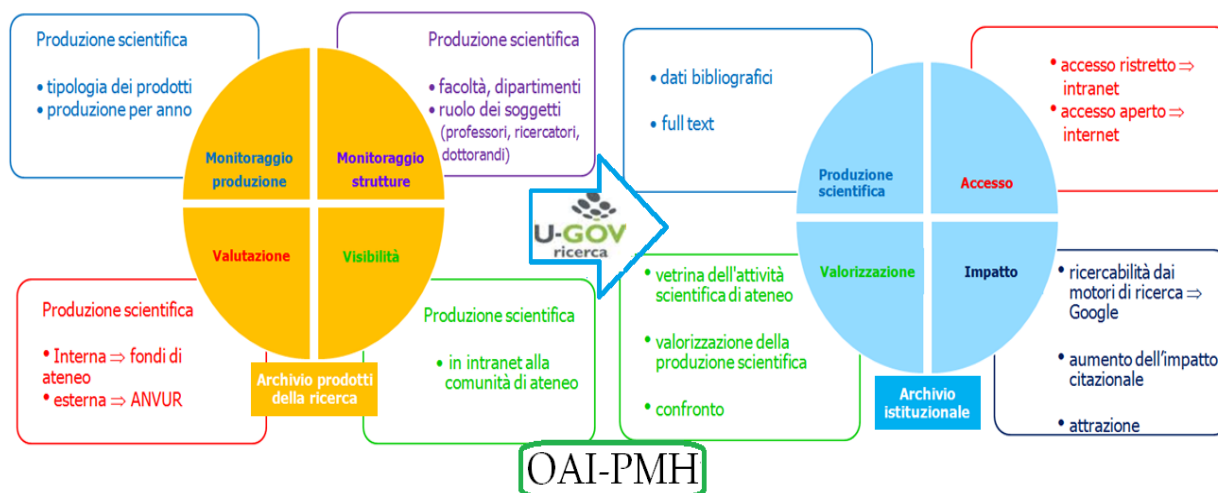 Produzione scientifica
• tipologia dei prodotti
• produzione per anno
Produzione scientifica
• facoltà, dipartimenti
• ruolo dei soggetti
(professori, ricercatori,
dottorandi)
Monitoraggio
produzione
Monitoraggio
strutture
Valutazione
Visibilità
Produzione scientifica
• Interna ⇒ fondi di
ateneo
• esterna ⇒ ANVUR
Produzione scientifica
• in intranet alla
comunità di ateneo
Archivio prodotti
della ricerca
U-GOV
ricerca
• dati bibliografici
• full text
• accesso ristretto ⇒
intranet
• accesso aperto ⇒
internet
Produzione
scientifica
Accesso
Valorizzazione
Impatto
• vetrina dell'attività
scientifica di ateneo
• valorizzazione della
produzione scientifica
• confronto
• ricercabilità dai
motori di ricerca ⇒
Google
• aumento dell'impatto
citazionale
• attrazione
Archivio
istituzionale
OAI-PMH